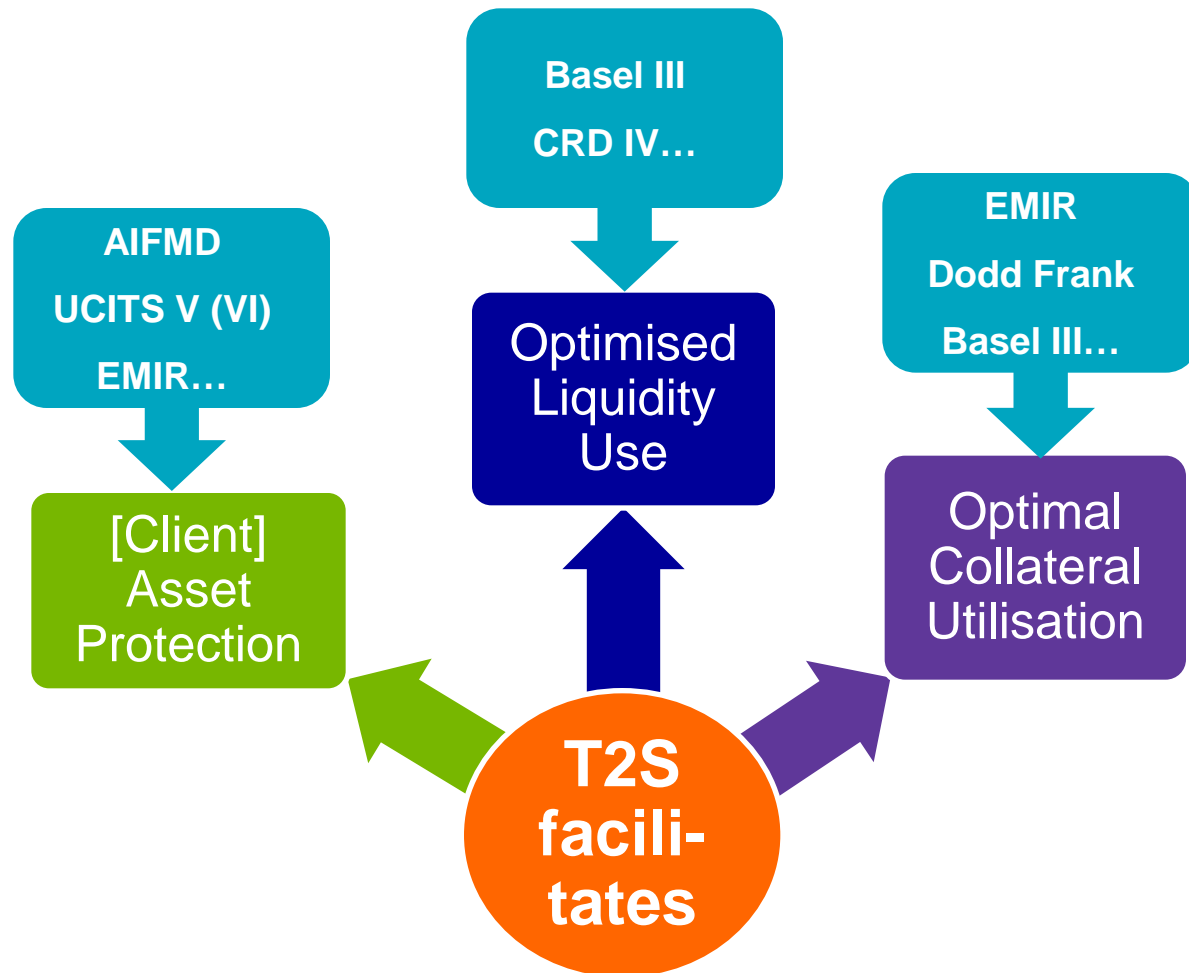 Basel III
CRD IV…
AIFMD
UCITS V (VI)
EMIR…
EMIR
Dodd Frank
Basel III…
Optimised
Liquidity
Use
[Client]
Asset
Protection
Optimal
Collateral
Utilisation
T2S
facili-
tates